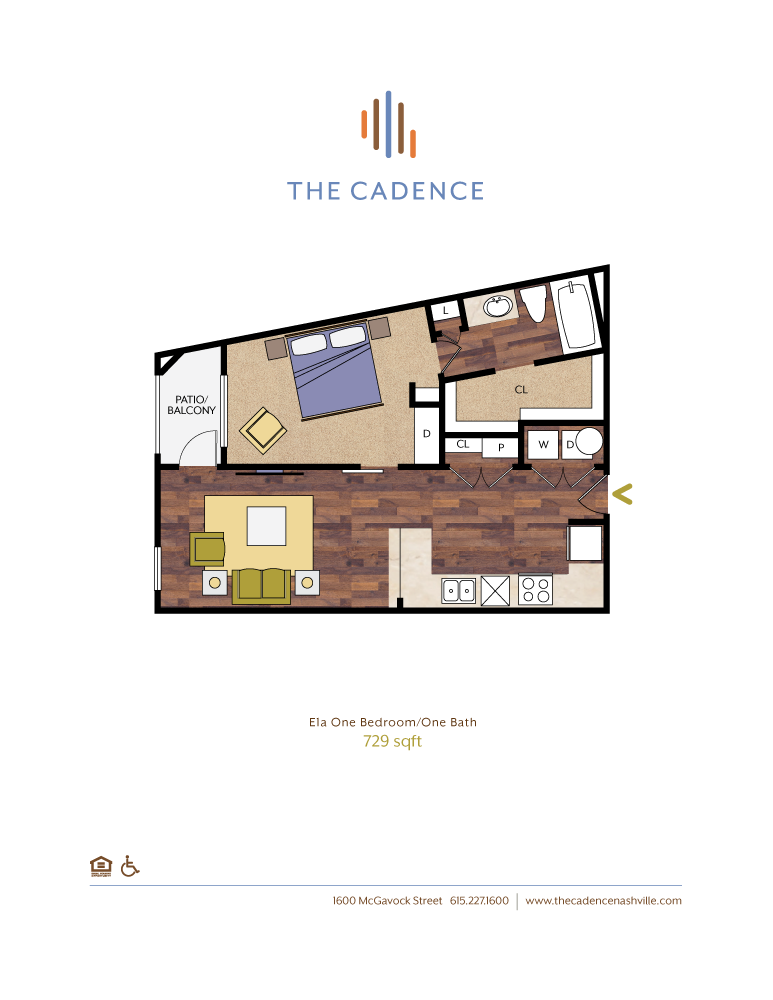 THE CADENCE
L
PATIO/
BALCONY
CL
D
CL
P
W
D
E1a One Bedroom/One Bath
729 sqft
1600 McGavock Street 615.227.1600 | www.thecadencenashville.com